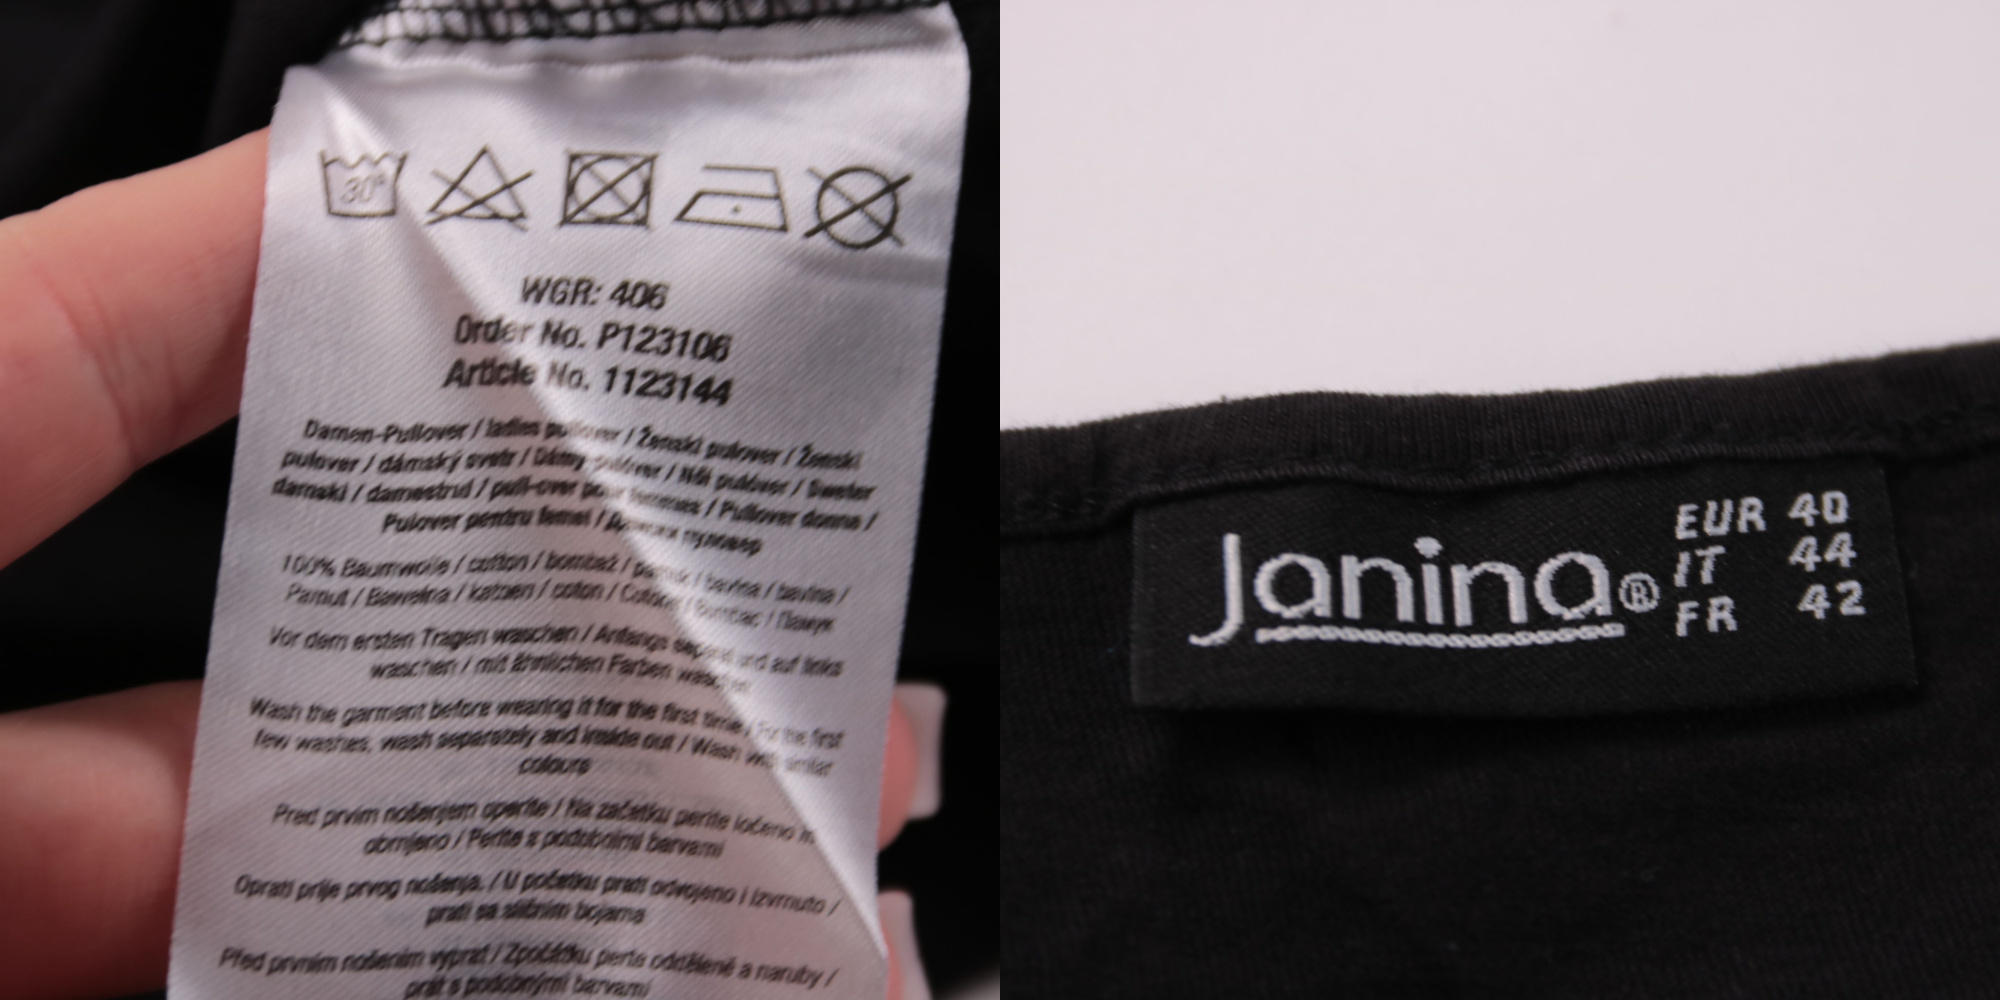 30°
WGR: 406
Order No. P123106
Article No. 1123144
Damen-Pullover / ladies pullover / Ženski pulover / Ženski
pulover / dámský svetr / Dámsky pulóver / Női pulóver / Sweter
damski / damestrui / pull-over pour femmes / Pullover donna /
Pulover pentru femei / Дамски пуловер
100% Baumwolle / cotton / bombaž / pamuk / bavlna / bavlna /
Pamut / Bawełna / katoen / coton / Cotone / Bumbac / Памук
Vor dem ersten Tragen waschen / Anfangs separat und auf links
waschen / mit ähnlichen Farben waschen
Wash the garment before wearing it for the first time / For the first
few washes, wash separately and inside out / Wash with similar
colours
Pred prvim nošenjem operite / Na začetku perite ločeno in
obrnjeno / Perite s podobnimi barvami
Oprati prije prvog nošenja. / U početku prati odvojeno i izvrnuto /
prati sa sličnim bojama
Před prvním nošením vyprat / Zpočátku perte odděleně a naruby /
prát s podobnými barvami
Janina®
EUR 40
IT 44
FR 42